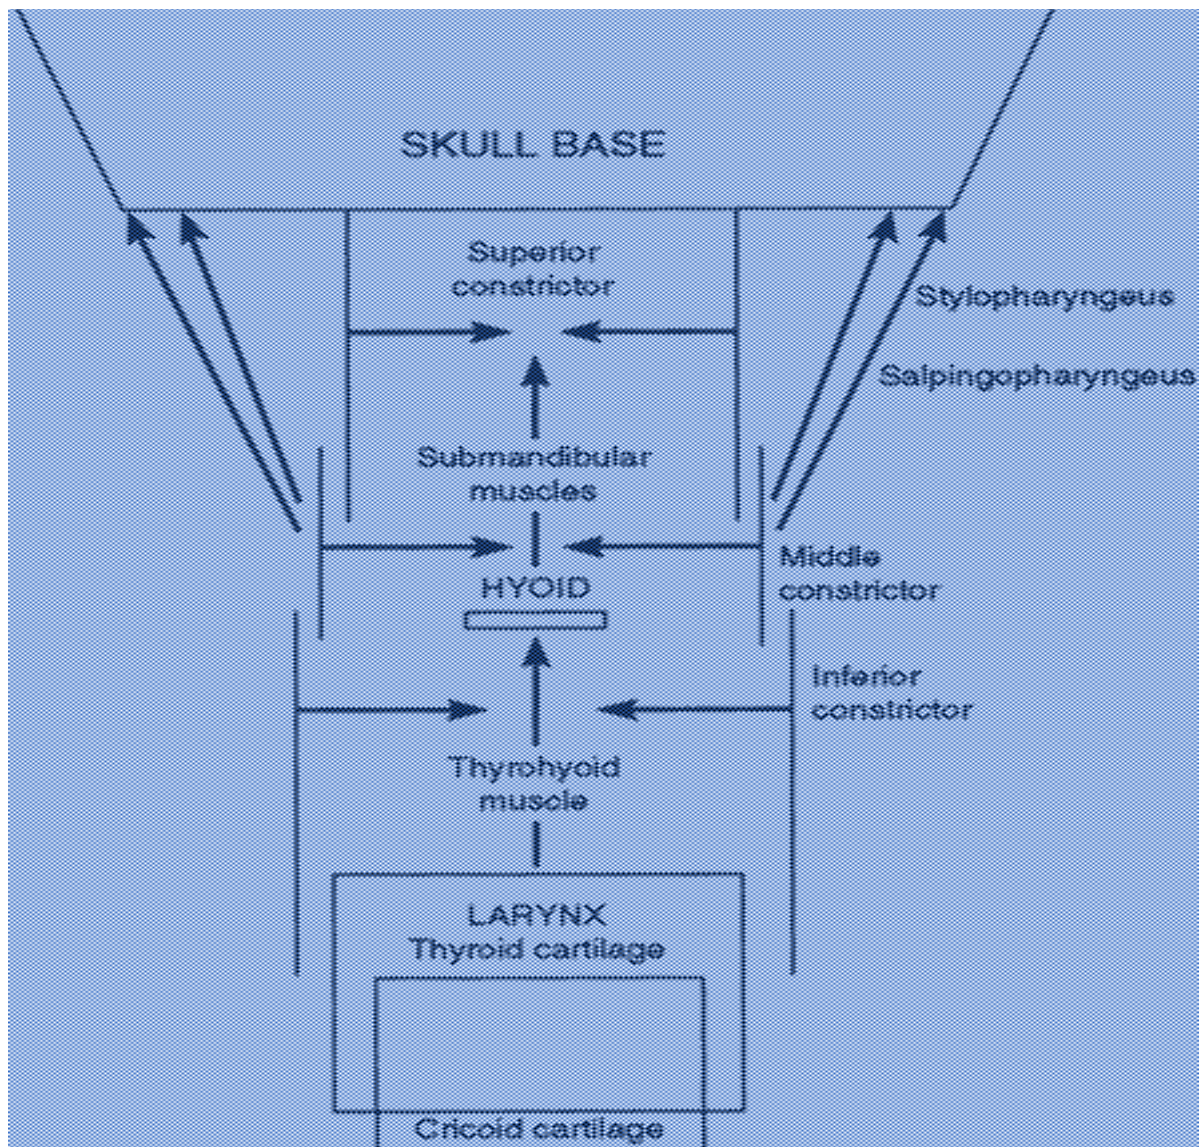 SKULL BASE
Superior
constrictor
Stylopharyngeus
Salpingopharyngeus
Submandibular
muscles
Middle
constrictor
HYOID
Inferior
constrictor
Thyrohyoid
muscle
LARYNX
Thyroid cartilage
Cricoid cartilage